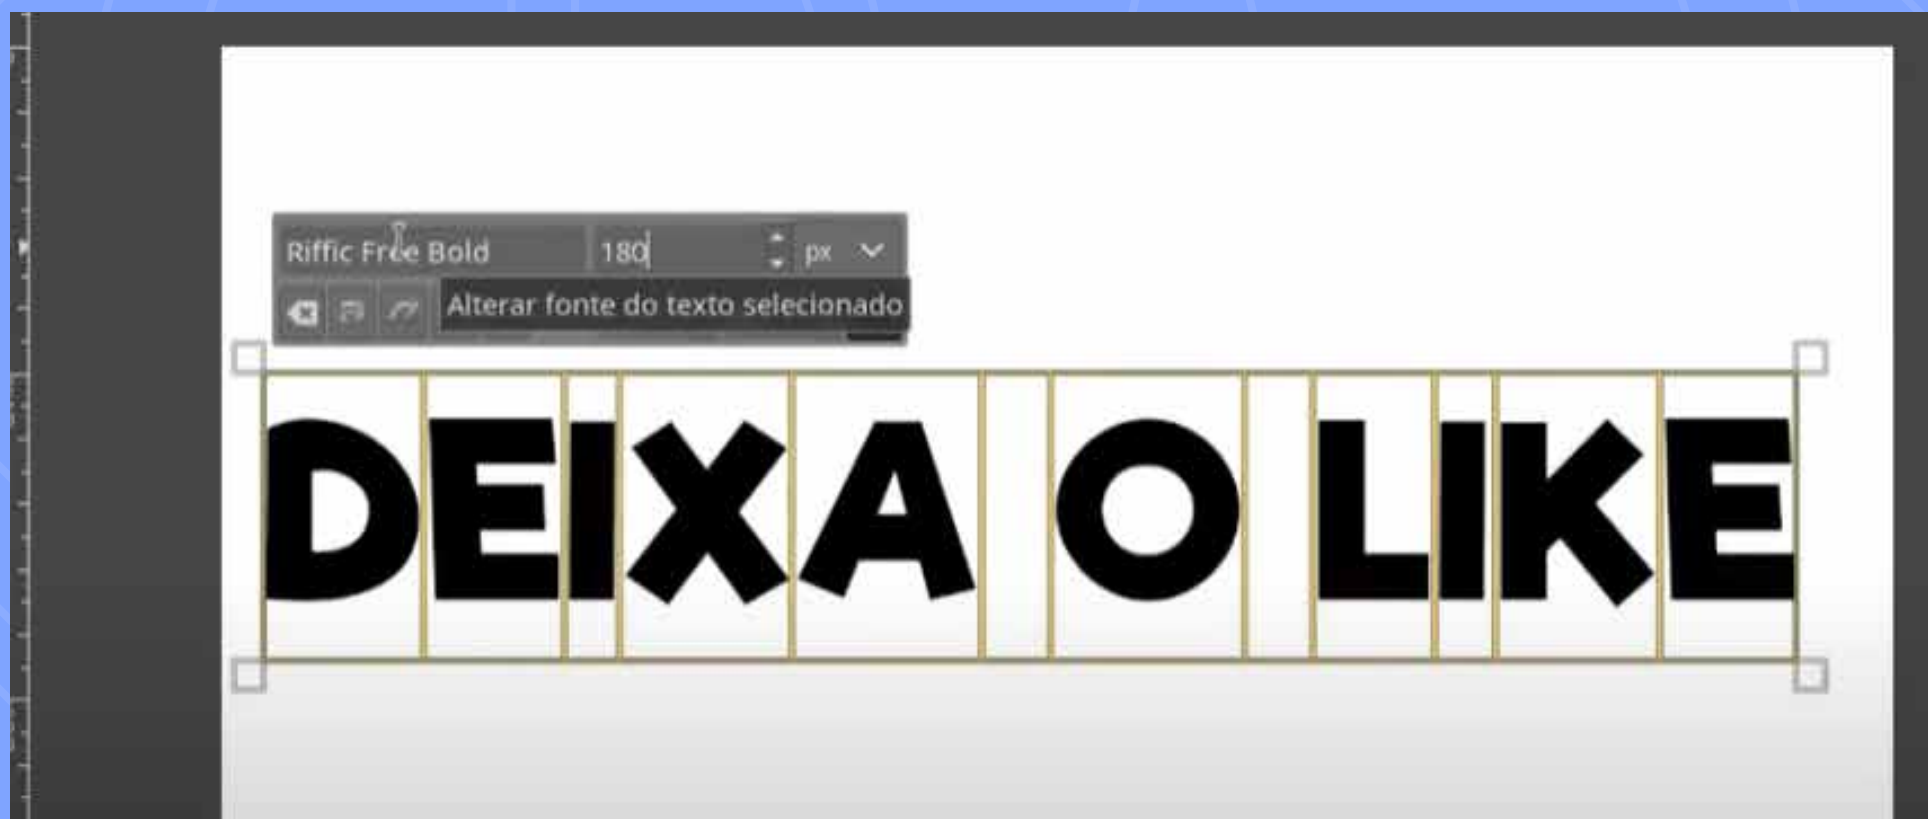 Riffic Free Bold 180 px
Alterar fonte do texto selecionado
DEIXA O LIKE